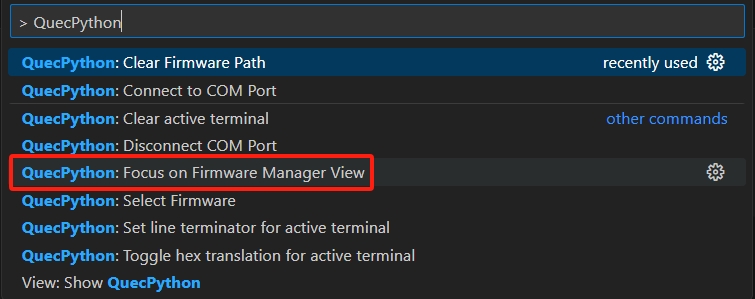 > QuecPython
QuecPython: Clear Firmware Path recently used
QuecPython: Connect to COM Port
QuecPython: Clear active terminal other commands
QuecPython: Disconnect COM Port
QuecPython: Focus on Firmware Manager View
QuecPython: Select Firmware
QuecPython: Set line terminator for active terminal
QuecPython: Toggle hex translation for active terminal
View: Show QuecPython